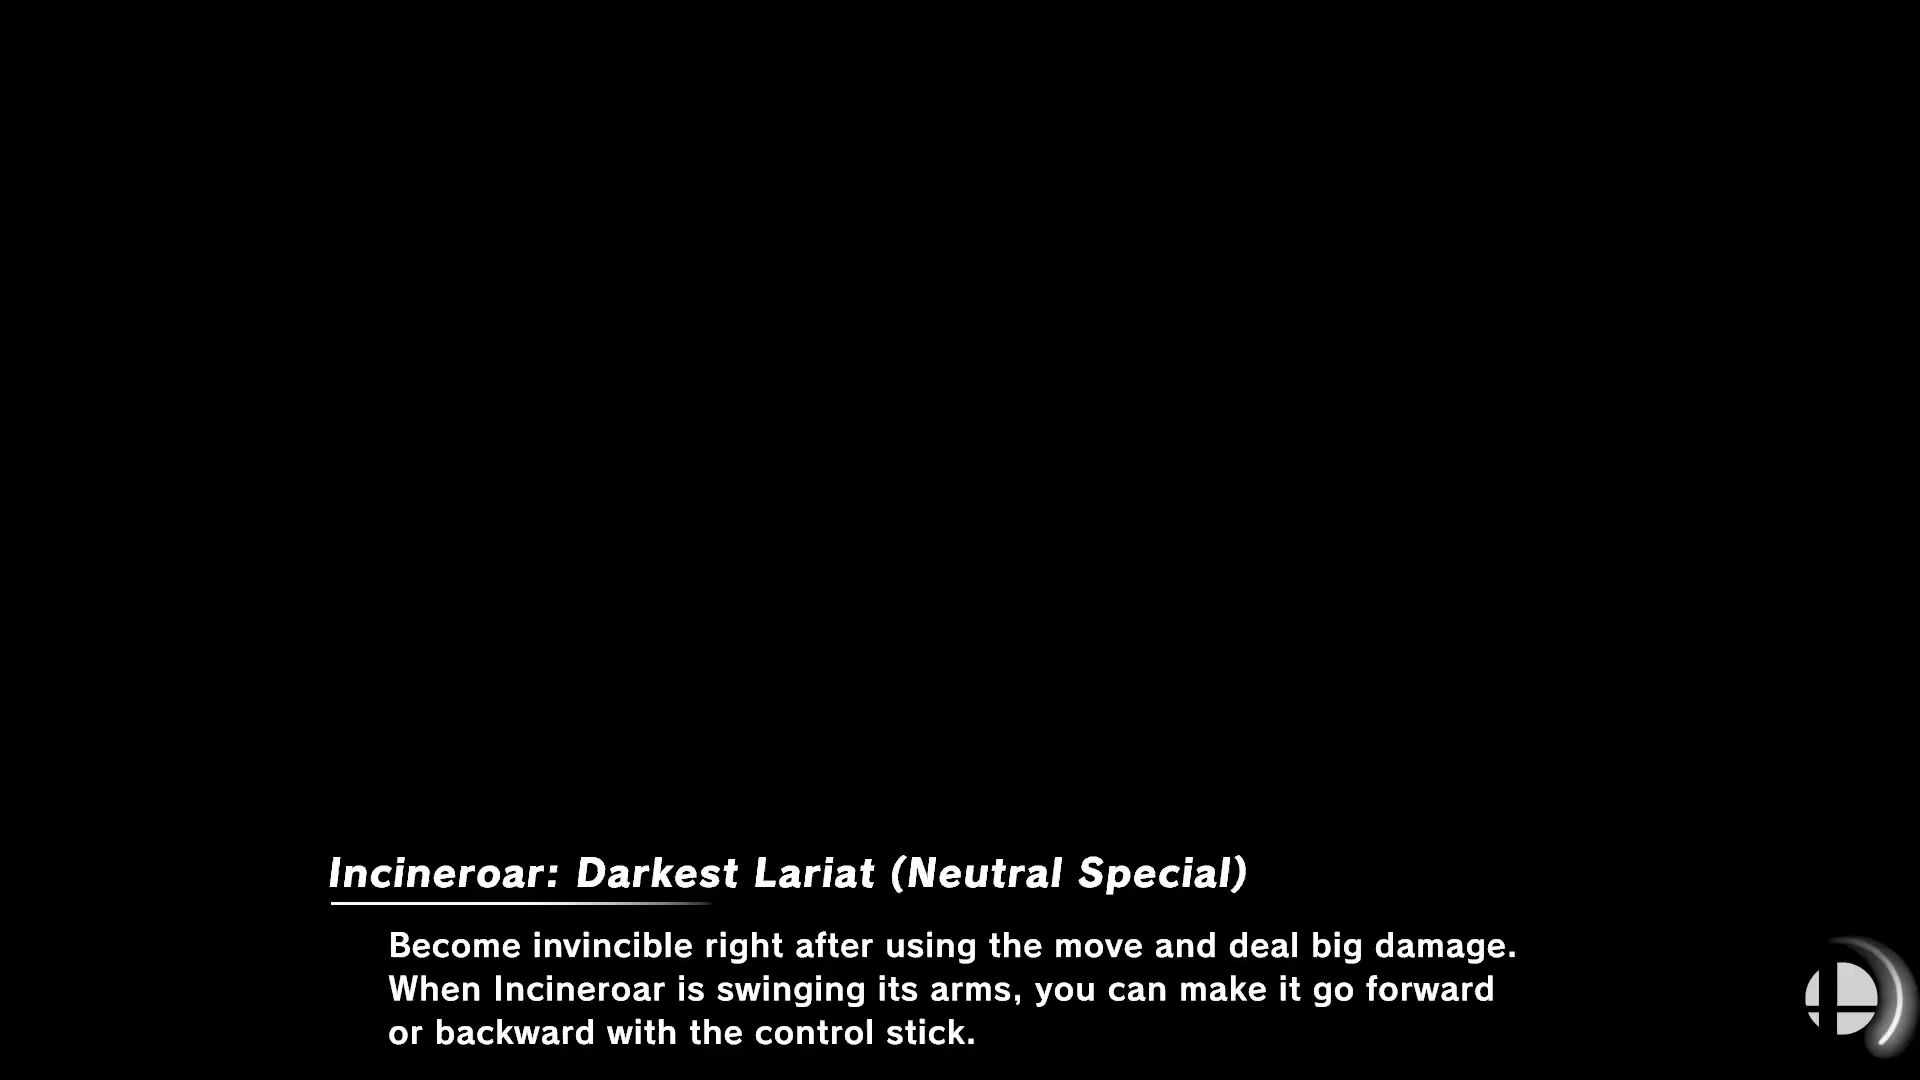 Incineroar: Darkest Lariat (Neutral Special)
Become invincible right after using the move and deal big damage.
When Incineroar is swinging its arms, you can make it go forward
or backward with the control stick.